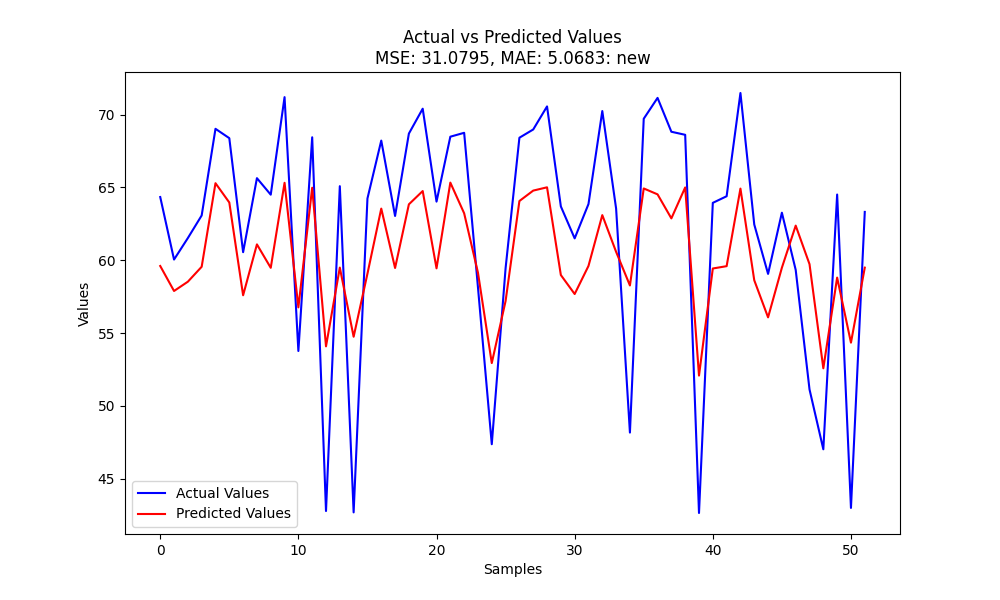 Actual vs Predicted Values
MSE: 31.0795, MAE: 5.0683: new
Values
70
65
60
55
50
45
Actual Values
Predicted Values
0 10 20 30 40 50
Samples